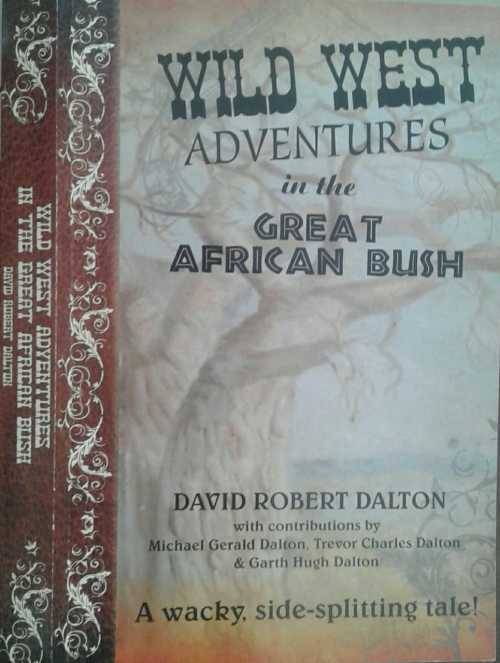 WILD WEST ADVENTURES
IN THE GREAT AFRICAN BUSH
DAVID ROBERT DALTON
WILD WEST
ADVENTURES
in the
GREAT
AFRICAN BUSH
DAVID ROBERT DALTON
with contributions by
Michael Gerald Dalton, Trevor Charles Dalton
& Garth Hugh Dalton
A wacky, side-splitting tale!